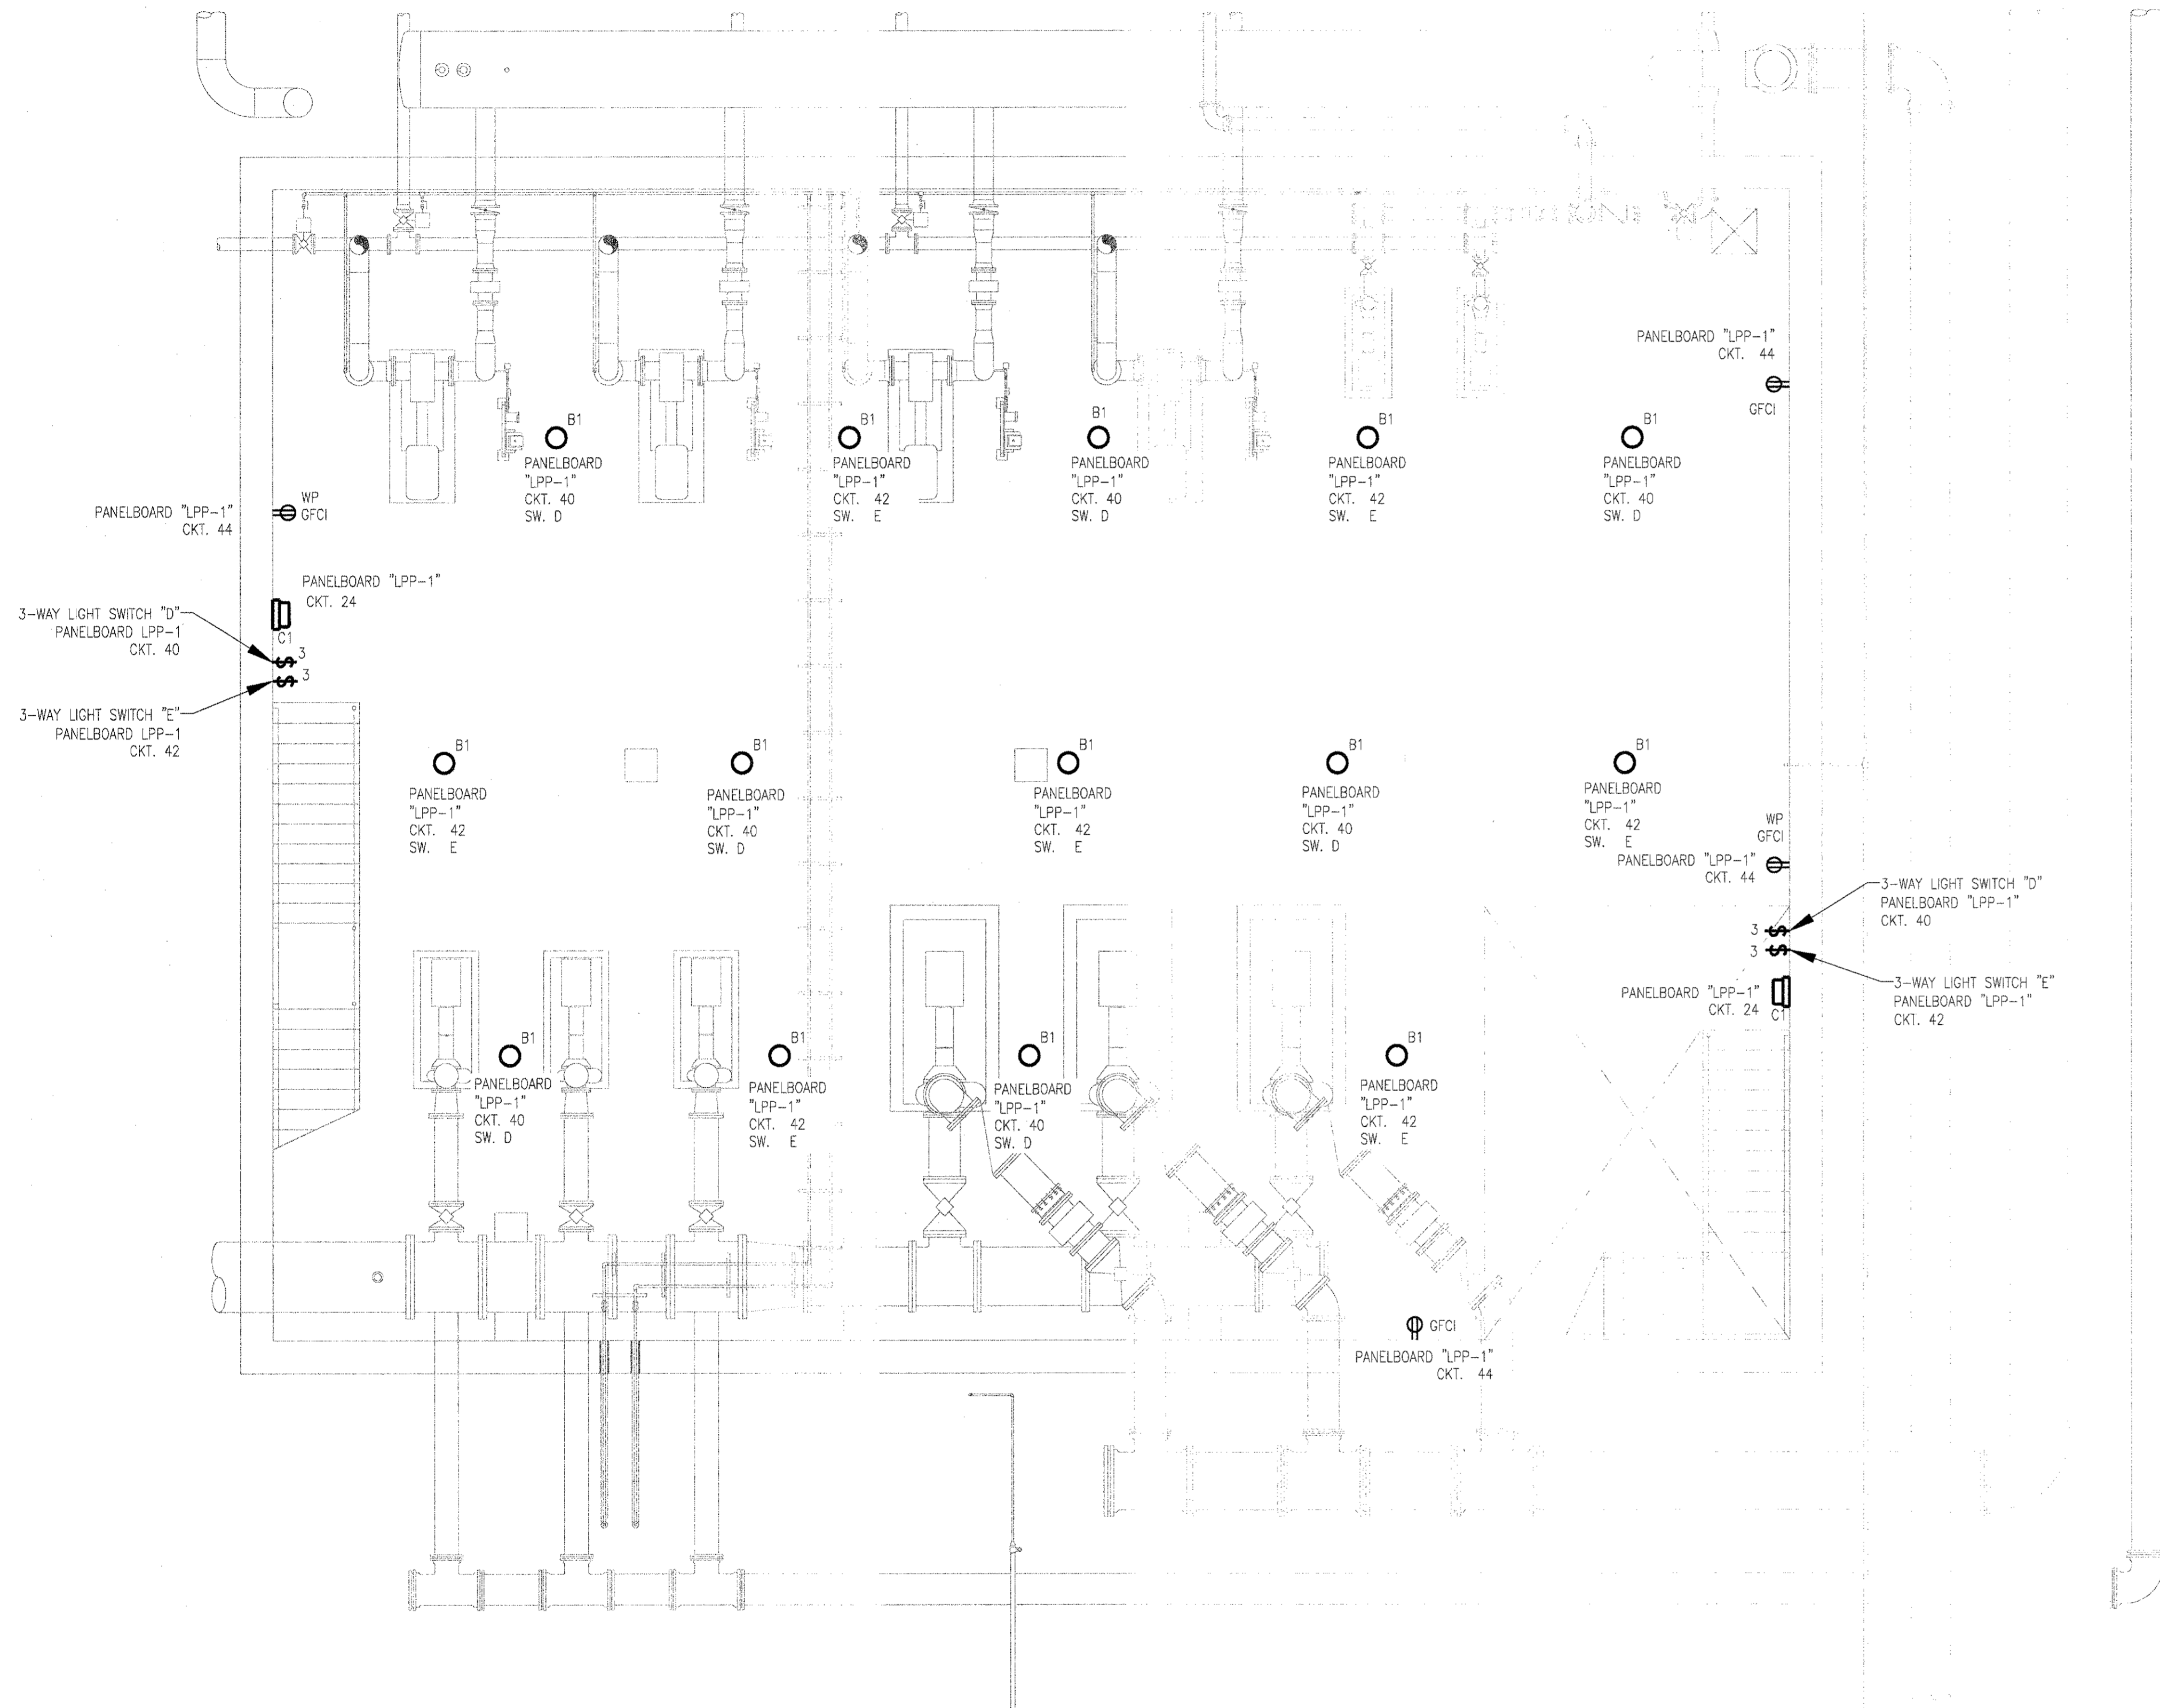 PANELBOARD "LPP-1"
CKT. 44
GFCI
B1
PANELBOARD
"LPP-1"
CKT. 40
SW. D
B1
PANELBOARD
"LPP-1"
CKT. 42
SW. E
B1
PANELBOARD
"LPP-1"
CKT. 40
SW. D
B1
PANELBOARD
"LPP-1"
CKT. 42
SW. E
B1
PANELBOARD
"LPP-1"
CKT. 40
SW. D
WP
GFCI
PANELBOARD "LPP-1"
CKT. 44
PANELBOARD "LPP-1"
CKT. 24
C1
3-WAY LIGHT SWITCH "D"
PANELBOARD LPP-1
CKT. 40
3
3
3-WAY LIGHT SWITCH "E"
PANELBOARD LPP-1
CKT. 42
B1
PANELBOARD
"LPP-1"
CKT. 42
SW. E
B1
PANELBOARD
"LPP-1"
CKT. 40
SW. D
B1
PANELBOARD
"LPP-1"
CKT. 42
SW. E
B1
PANELBOARD
"LPP-1"
CKT. 40
SW. D
B1
PANELBOARD
"LPP-1"
CKT. 42
SW. E
WP
GFCI
PANELBOARD "LPP-1"
CKT. 44
3-WAY LIGHT SWITCH "D"
PANELBOARD "LPP-1"
CKT. 40
3
3
3-WAY LIGHT SWITCH "E"
PANELBOARD "LPP-1"
CKT. 42
PANELBOARD "LPP-1"
CKT. 24
C1
B1
PANELBOARD
"LPP-1"
CKT. 40
SW. D
B1
PANELBOARD
"LPP-1"
CKT. 42
SW. E
B1
PANELBOARD
"LPP-1"
CKT. 40
SW. D
B1
PANELBOARD
"LPP-1"
CKT. 42
SW. E
GFCI
PANELBOARD "LPP-1"
CKT. 44